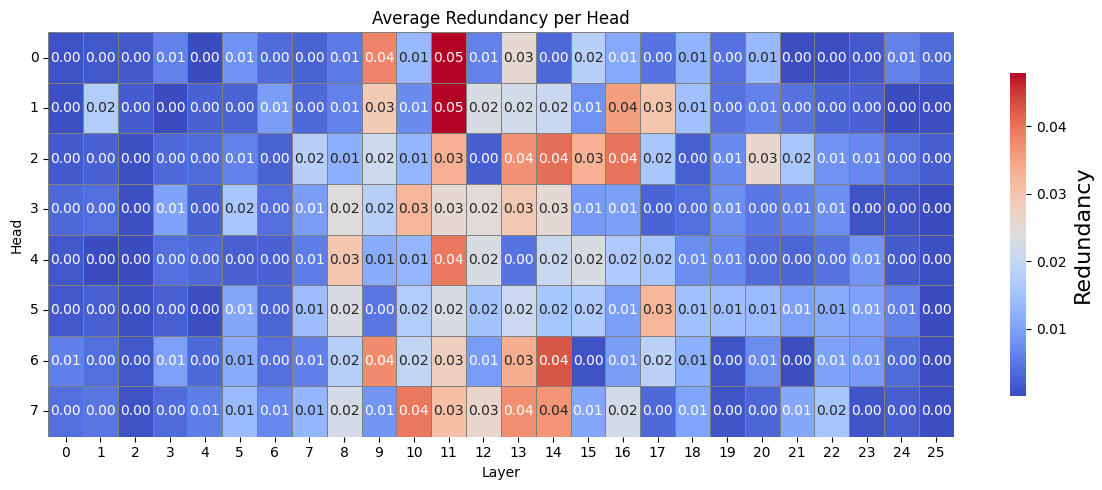 Average Redundancy per Head
0 0.00 0.00 0.00 0.01 0.00 0.01 0.00 0.00 0.01 0.04 0.01 0.05 0.01 0.03 0.00 0.02 0.01 0.00 0.01 0.00 0.01 0.00 0.00 0.00 0.01 0.00
1 0.00 0.02 0.00 0.00 0.00 0.00 0.01 0.00 0.01 0.03 0.01 0.05 0.02 0.02 0.02 0.01 0.04 0.03 0.01 0.00 0.01 0.00 0.00 0.00 0.00 0.00
2 0.00 0.00 0.00 0.00 0.00 0.01 0.00 0.02 0.01 0.02 0.01 0.03 0.00 0.04 0.04 0.03 0.04 0.02 0.00 0.01 0.03 0.02 0.01 0.01 0.00 0.00
3 0.00 0.00 0.00 0.01 0.00 0.02 0.00 0.01 0.02 0.02 0.03 0.03 0.02 0.03 0.03 0.01 0.01 0.00 0.00 0.01 0.00 0.01 0.01 0.00 0.00 0.00
4 0.00 0.00 0.00 0.00 0.00 0.00 0.00 0.01 0.03 0.01 0.01 0.04 0.02 0.00 0.02 0.02 0.02 0.02 0.01 0.01 0.00 0.00 0.00 0.01 0.00 0.00
5 0.00 0.00 0.00 0.00 0.00 0.01 0.00 0.01 0.02 0.00 0.02 0.02 0.02 0.02 0.02 0.02 0.01 0.03 0.01 0.01 0.01 0.01 0.01 0.01 0.01 0.00
6 0.01 0.00 0.00 0.01 0.00 0.01 0.00 0.01 0.02 0.04 0.02 0.03 0.01 0.03 0.04 0.00 0.01 0.02 0.01 0.00 0.01 0.00 0.01 0.01 0.00 0.00
7 0.00 0.00 0.00 0.00 0.01 0.01 0.01 0.01 0.02 0.01 0.04 0.03 0.03 0.04 0.04 0.01 0.02 0.00 0.01 0.00 0.00 0.01 0.02 0.00 0.00 0.00
0 1 2 3 4 5 6 7 8 9 10 11 12 13 14 15 16 17 18 19 20 21 22 23 24 25
Layer
Head
0.04
0.03
0.02
0.01
Redundancy